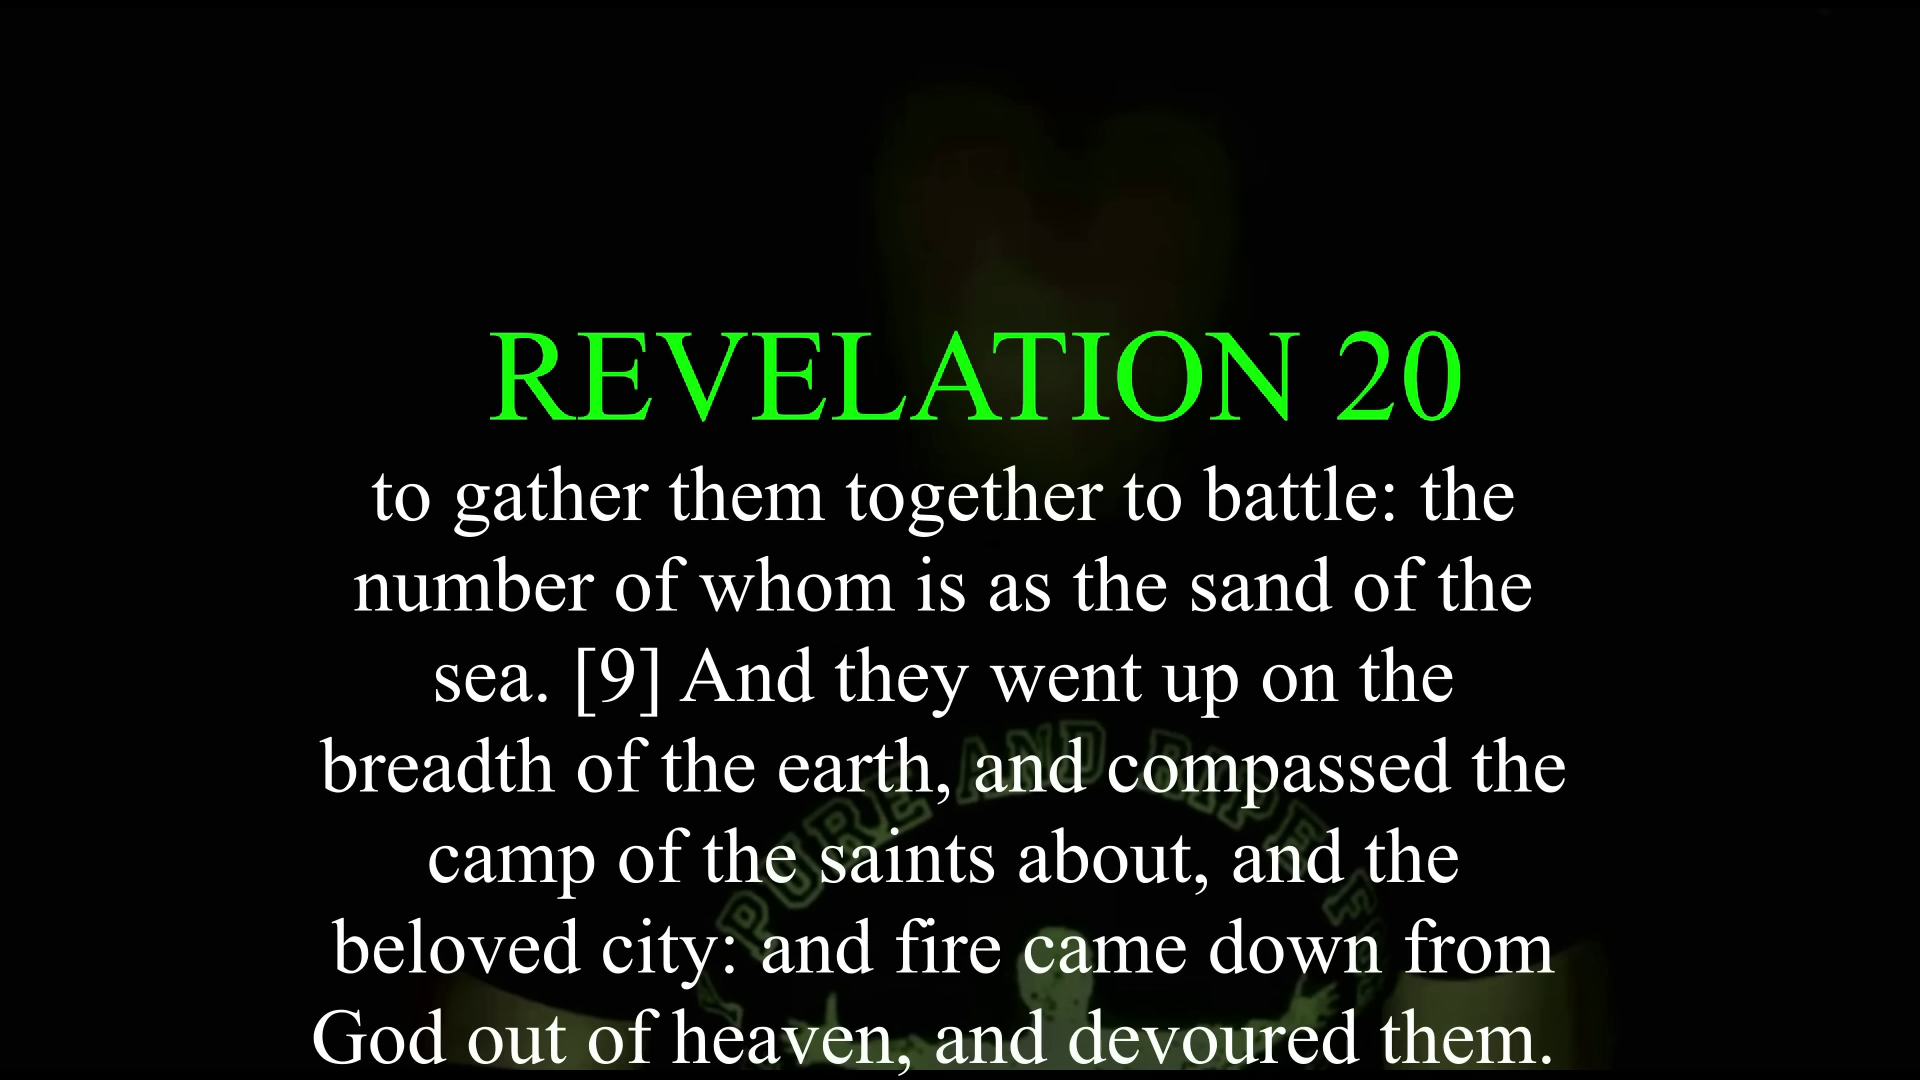 REVELATION 20
to gather them together to battle: the
number of whom is as the sand of the
sea. [9] And they went up on the
breadth of the earth, and compassed the
camp of the saints about, and the
beloved city: and fire came down from
God out of heaven, and devoured them.
PURE AND